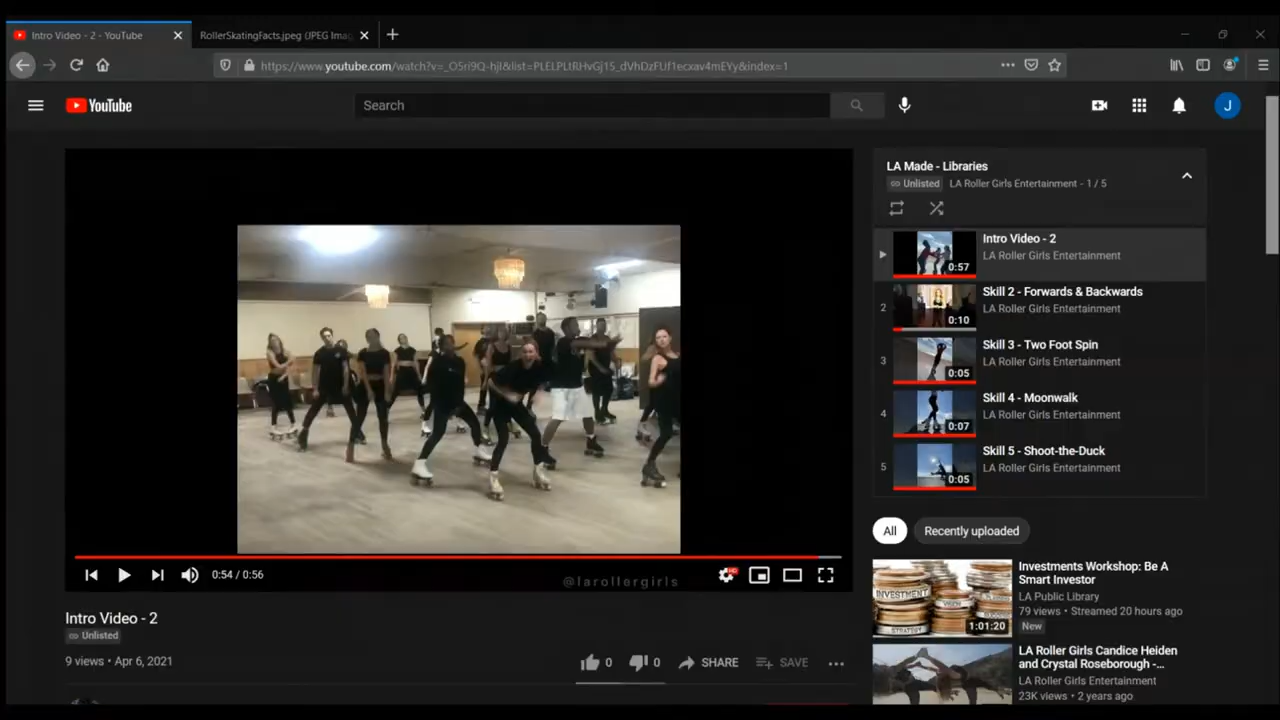 Intro Video - 2 - YouTube
RollerSkatingFacts.jpeg (JPEG Imag
https://www.youtube.com/watch?v=_O5ri9Q-hjI&list=PLELPLtRHvGj15_dVhDzFUf1ecxav4mEYy&index=1
YouTube
Search
J
LA Made - Libraries
Unlisted LA Roller Girls Entertainment - 1 / 5
Intro Video - 2
LA Roller Girls Entertainment
0:57
2
Skill 2 - Forwards & Backwards
LA Roller Girls Entertainment
0:10
3
Skill 3 - Two Foot Spin
LA Roller Girls Entertainment
0:05
4
Skill 4 - Moonwalk
LA Roller Girls Entertainment
0:07
5
Skill 5 - Shoot-the-Duck
LA Roller Girls Entertainment
0:05
All Recently uploaded
0:54 / 0:56
@larollergirls
HD
Intro Video - 2
Unlisted
9 views • Apr 6, 2021
0 0 SHARE SAVE
INVESTMENT
VISION
STRATEGY
1:01:20
Investments Workshop: Be A
Smart Investor
LA Public Library
79 views • Streamed 20 hours ago
New
LA Roller Girls Candice Heiden
and Crystal Roseborough -...
LA Roller Girls Entertainment
23K views • 2 years ago